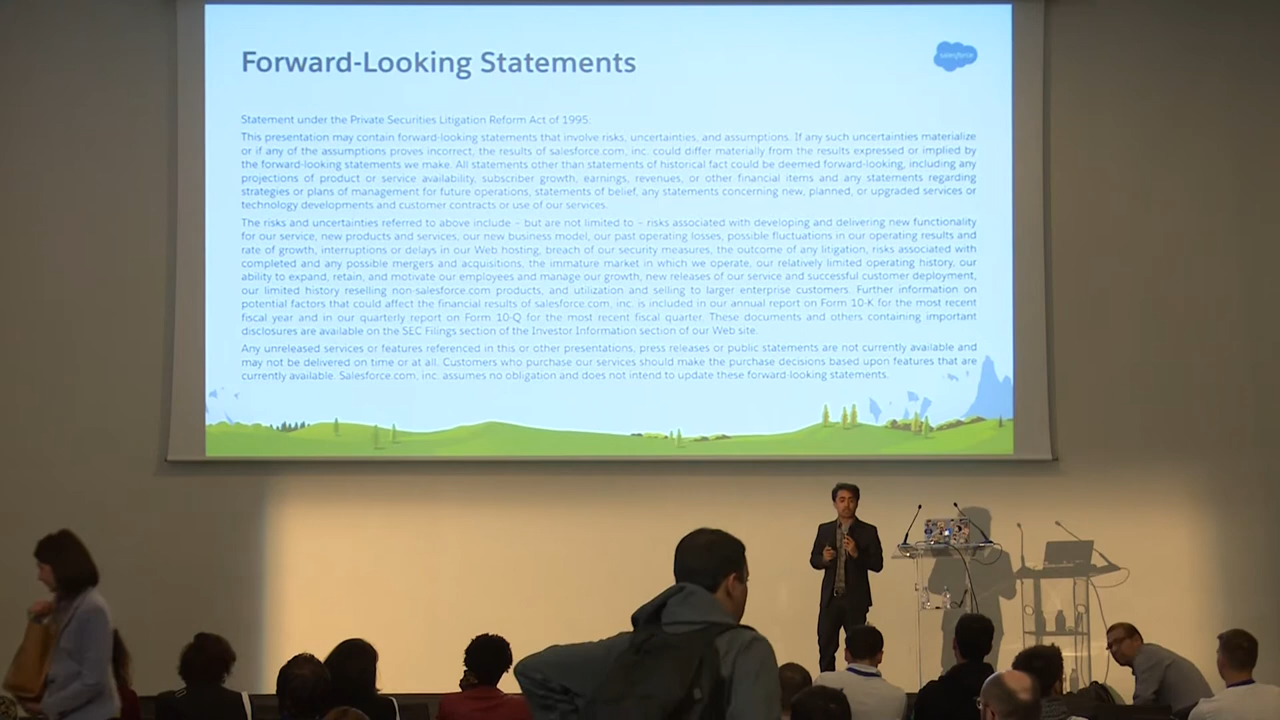 Forward-Looking Statements
salesforce
Statement under the Private Securities Litigation Reform Act of 1995.
This presentation may contain forward-looking statements that involve risks, uncertainties, and assumptions. If any such uncertainties materialize
or if any of the assumptions proves incorrect, the results of salesforce.com, inc. could differ materially from the results expressed or implied by
the forward-looking statements we make. All statements other than statements of historical fact could be deemed forward-looking, including any
projections of product or service availability, subscriber growth, earnings, revenues, or other financial items and any statements regarding
strategies or plans of management for future operations, statements of belief, any statements concerning new, planned, or upgraded services or
technology developments and customer contracts or use of our services.
The risks and uncertainties referred to above include – but are not limited to – risks associated with developing and delivering new functionality
for our service, new products and services, our new business model, our past operating losses, possible fluctuations in our operating results and
rate of growth, interruptions or delays in our Web hosting, breach of our security measures, the outcome of any litigation, risks associated with
completed and any possible mergers and acquisitions, the immature market in which we operate, our relatively limited operating history, our
ability to expand, retain, and motivate our employees and manage our growth, new releases of our service and successful customer deployment,
our limited history reselling non-salesforce.com products, and utilization and selling to larger enterprise customers. Further information on
potential factors that could affect the financial results of salesforce.com, inc. is included in our annual report on Form 10-K for the most recent
fiscal year and in our quarterly report on Form 10-Q for the most recent fiscal quarter. These documents and others containing important
disclosures are available on the SEC Filings section of the Investor Information section of our Web site.
Any unreleased services or features referenced in this or other presentations, press releases or public statements are not currently available and
may not be delivered on time or at all. Customers who purchase our services should make the purchase decisions based upon features that are
currently available. Salesforce.com, inc. assumes no obligation and does not intend to update these forward-looking statements.